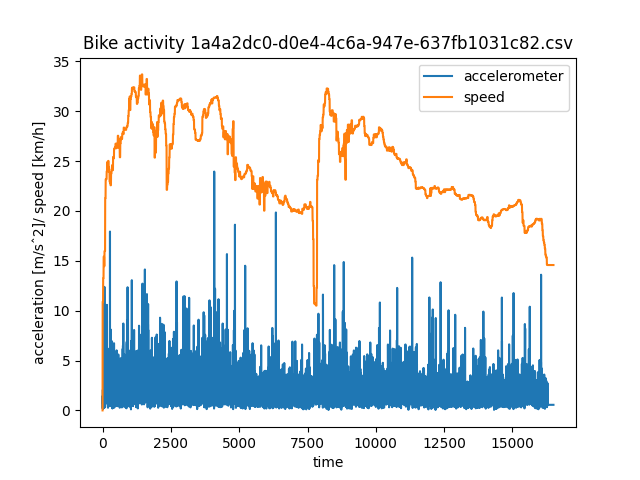 Bike activity 1a4a2dc0-d0e4-4c6a-947e-637fb1031c82.csv
accelerometer
speed
acceleration [m/s^2]/ speed [km/h]
35
30
25
20
15
10
5
0
0 2500 5000 7500 10000 12500 15000
time